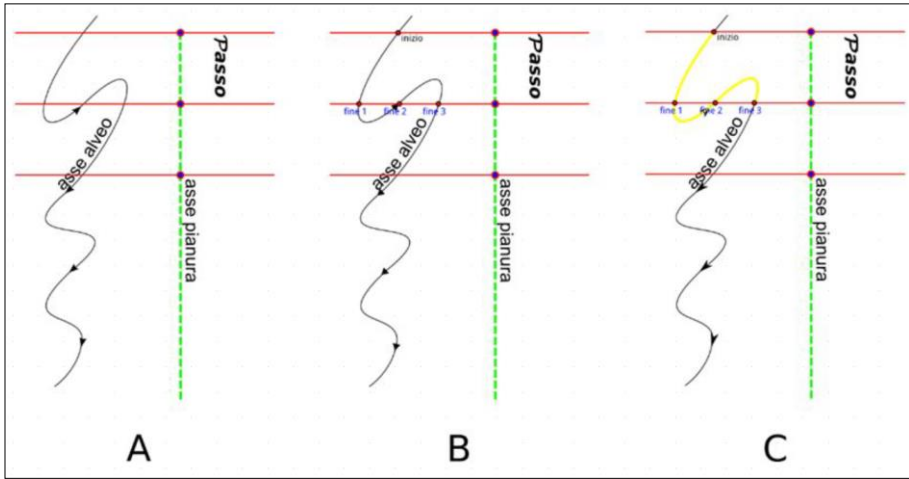 Passo
asse alveo
asse pianura
A
inizio
fine 1
fine 2
fine 3
Passo
asse alveo
asse pianura
B
inizio
fine 1
fine 2
fine 3
Passo
asse alveo
asse pianura
C